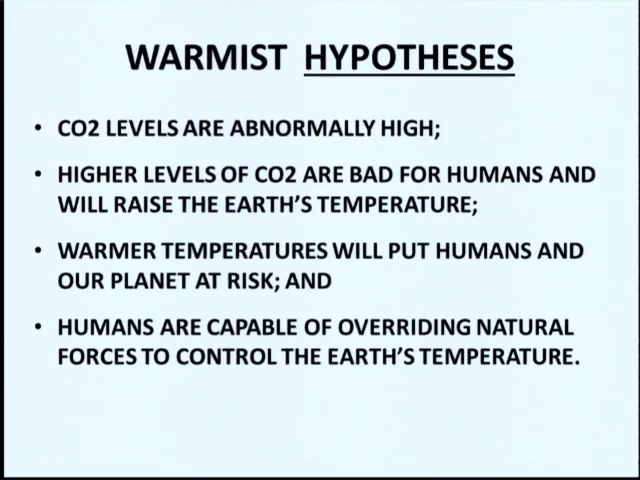 WARMIST HYPOTHESES
• CO2 LEVELS ARE ABNORMALLY HIGH;
• HIGHER LEVELS OF CO2 ARE BAD FOR HUMANS AND
WILL RAISE THE EARTH'S TEMPERATURE;
• WARMER TEMPERATURES WILL PUT HUMANS AND
OUR PLANET AT RISK; AND
• HUMANS ARE CAPABLE OF OVERRIDING NATURAL
FORCES TO CONTROL THE EARTH'S TEMPERATURE.